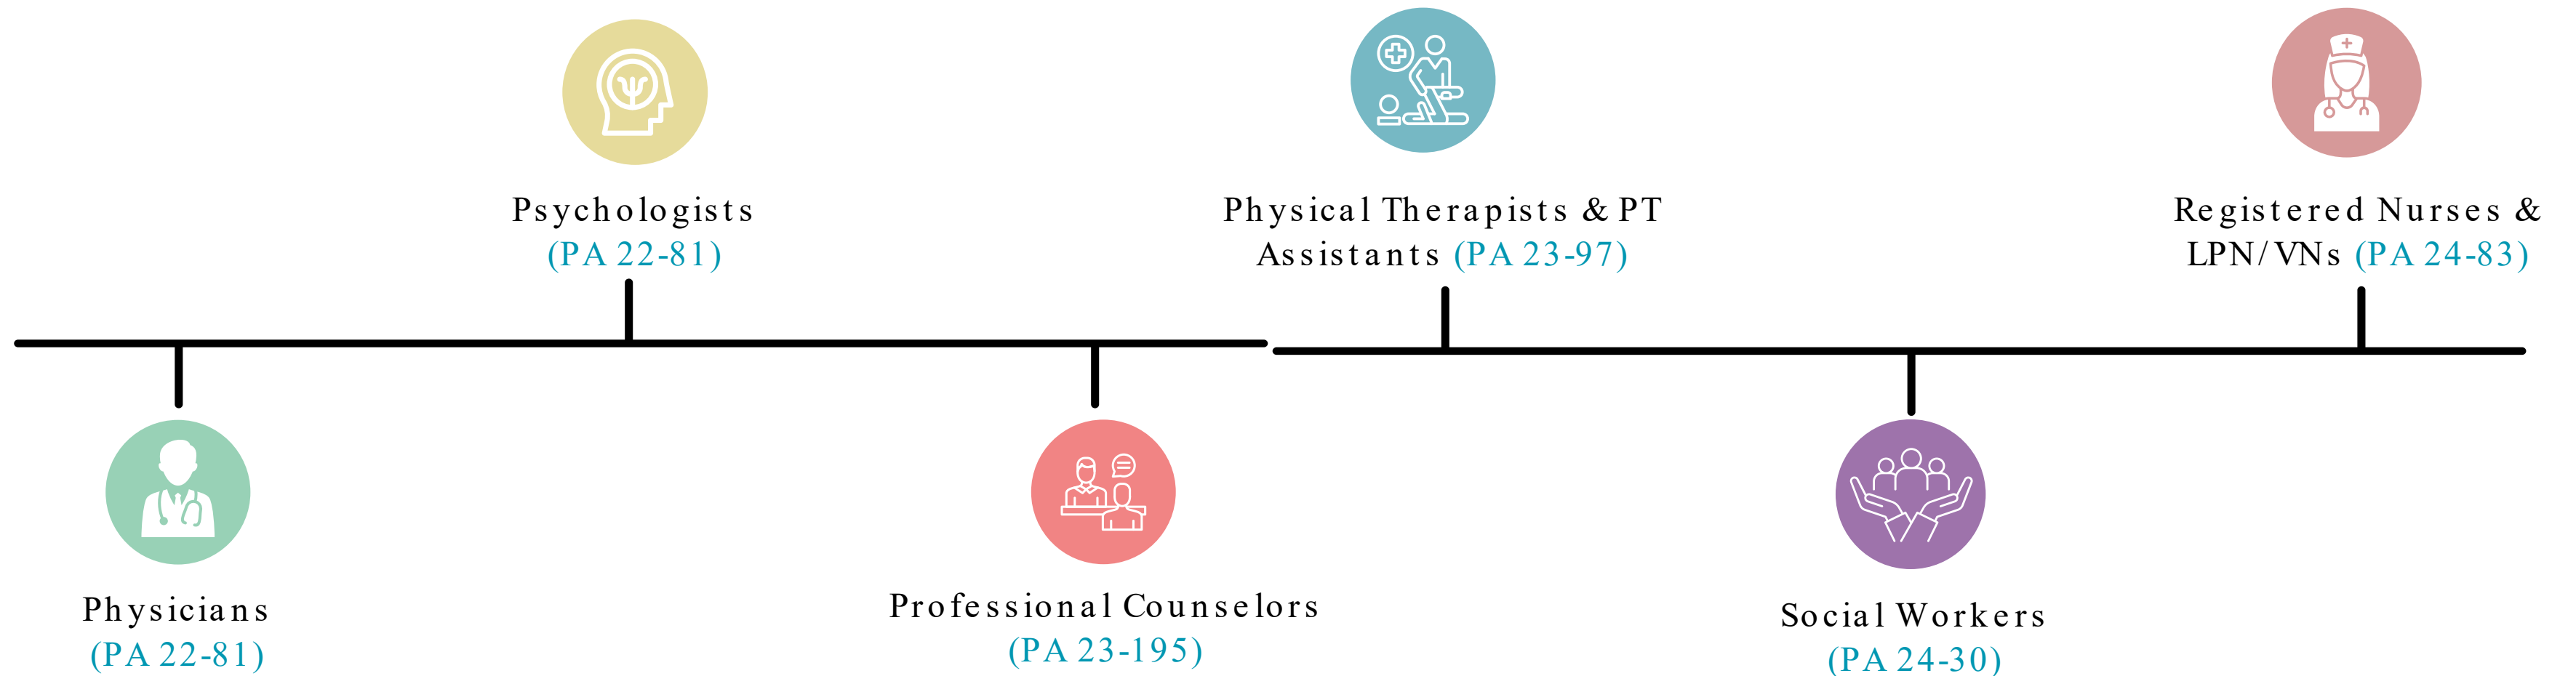 Psychologists
(PA 22-81)
Physical Therapists & PT
Assistants (PA 23-97)
Registered Nurses &
LPN/VNs (PA 24-83)
Physicians
(PA 22-81)
Professional Counselors
(PA 23-195)
Social Workers
(PA 24-30)